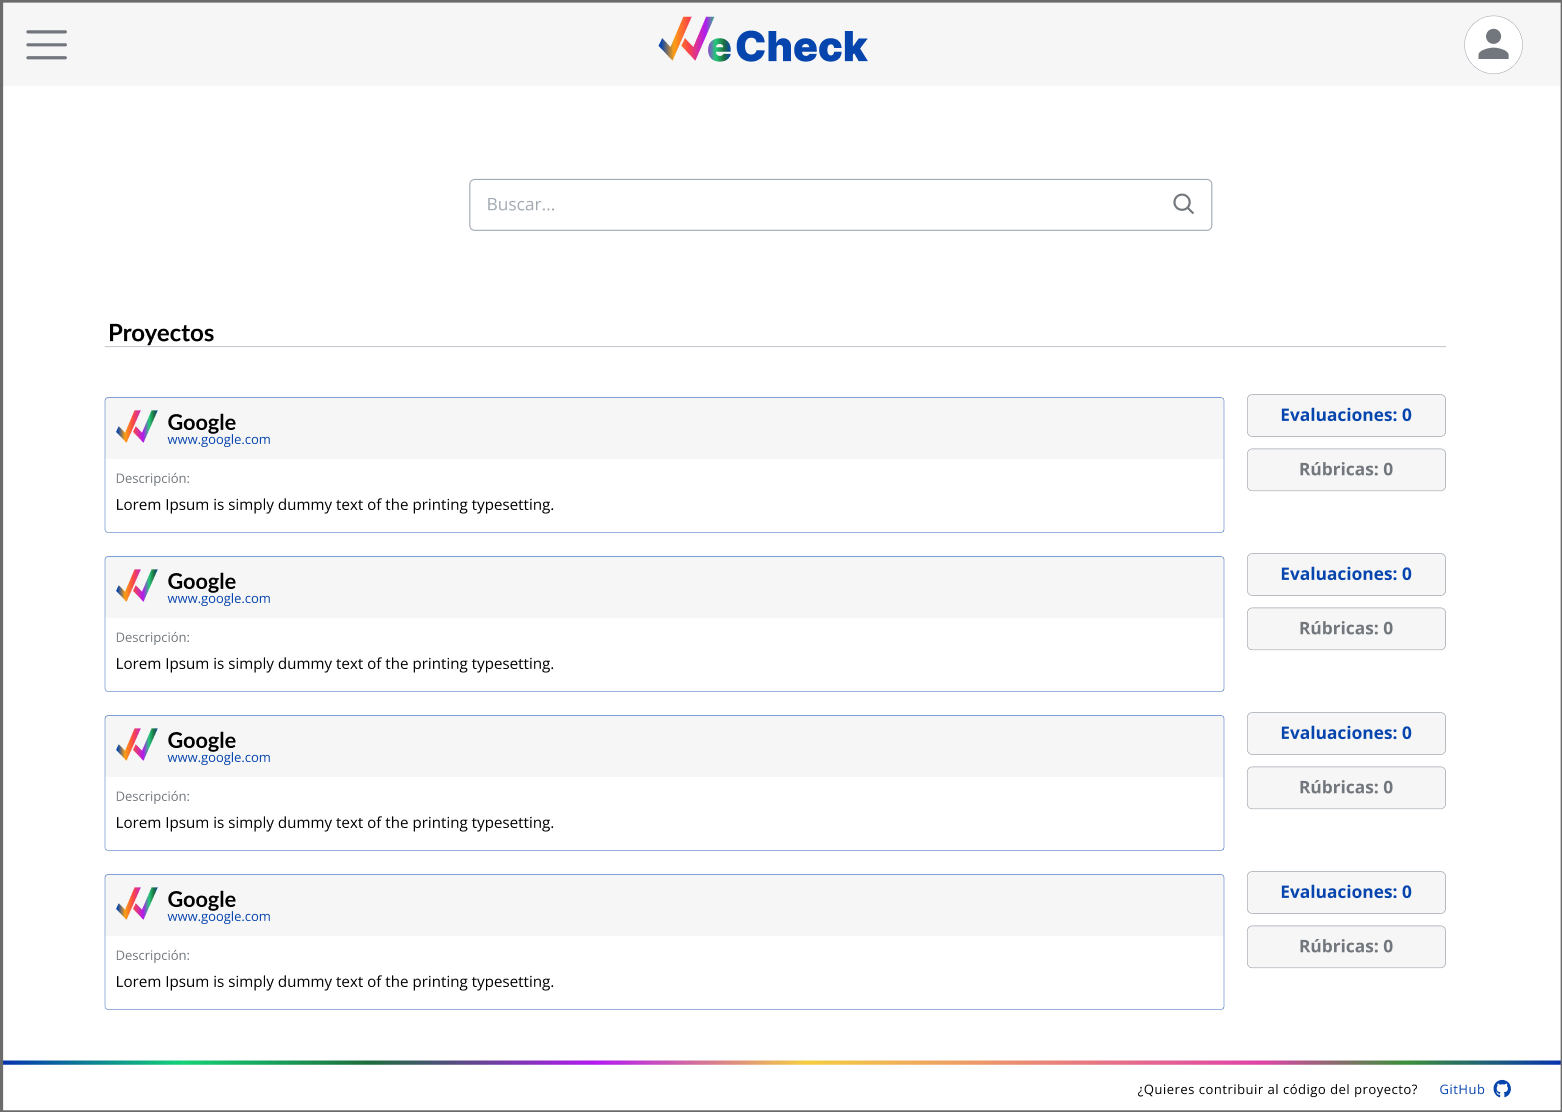 WeCheck
Buscar...
Proyectos
Google
www.google.com
Descripción:
Lorem Ipsum is simply dummy text of the printing typesetting.
Evaluaciones: 0
Rúbricas: 0
Google
www.google.com
Descripción:
Lorem Ipsum is simply dummy text of the printing typesetting.
Evaluaciones: 0
Rúbricas: 0
Google
www.google.com
Descripción:
Lorem Ipsum is simply dummy text of the printing typesetting.
Evaluaciones: 0
Rúbricas: 0
Google
www.google.com
Descripción:
Lorem Ipsum is simply dummy text of the printing typesetting.
Evaluaciones: 0
Rúbricas: 0
¿Quieres contribuir al código del proyecto? GitHub